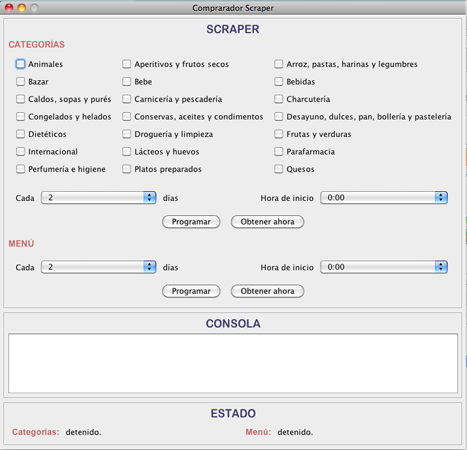 Comprarador Scraper
SCRAPER
CATEGORÍAS
Animales Aperitivos y frutos secos Arroz, pastas, harinas y legumbres
Bazar Bebe Bebidas
Caldos, sopas y purés Carnicería y pescadería Charcutería
Congelados y helados Conservas, aceites y condimentos Desayuno, dulces, pan, bollería y pastelería
Dietéticos Droguería y limpieza Frutas y verduras
Internacional Lácteos y huevos Parafarmacia
Perfumería e higiene Platos preparados Quesos
Cada 2 días Hora de inicio 0:00
Programar Obtener ahora
MENÚ
Cada 2 días Hora de inicio 0:00
Programar Obtener ahora
CONSOLA
ESTADO
Categorías: detenido. Menú: detenido.